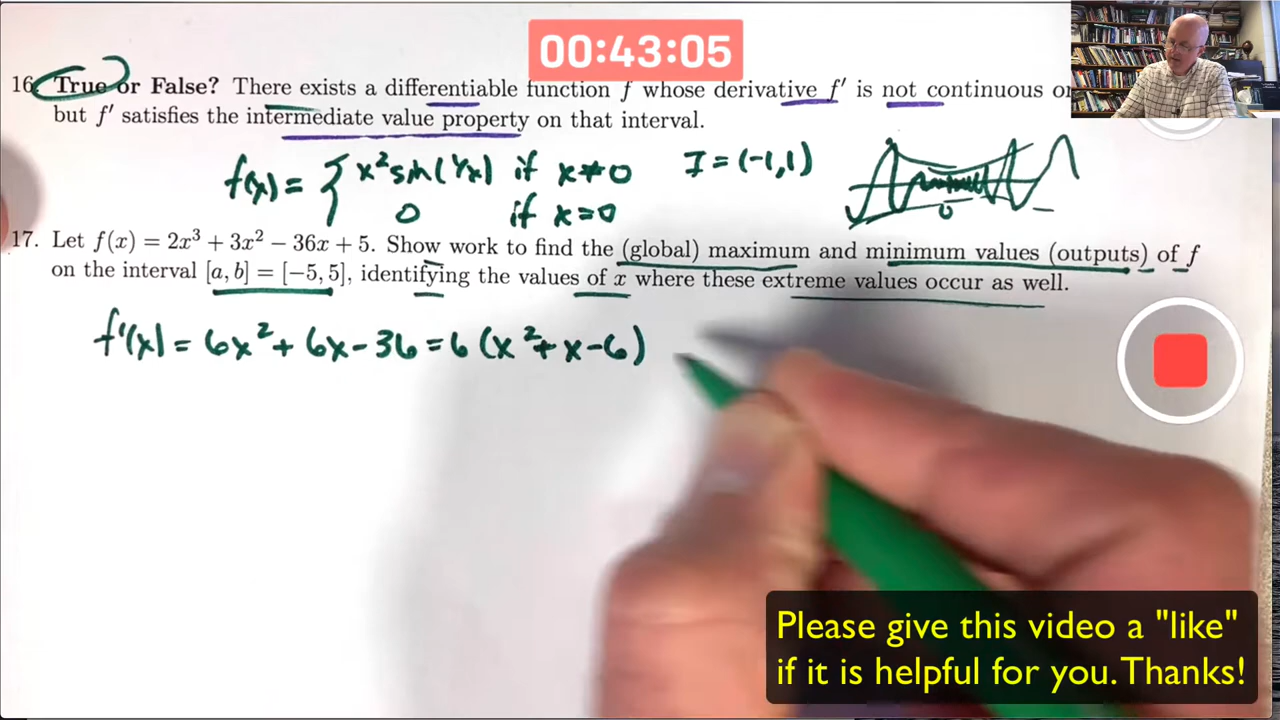 00:43:05
16. True or False? There exists a differentiable function f whose derivative f′ is not continuous
but f′ satisfies the intermediate value property on that interval.
f(x) = { x² sin(1/x) if x ≠ 0 I = (-1,1)
0 if x = 0
0
17. Let f(x) = 2x³ + 3x² − 36x + 5. Show work to find the (global) maximum and minimum values (outputs) of f
on the interval [a, b] = [−5, 5], identifying the values of x where these extreme values occur as well.
f'(x) = 6x² + 6x - 36 = 6(x² + x - 6)
Please give this video a "like"
if it is helpful for you. Thanks!